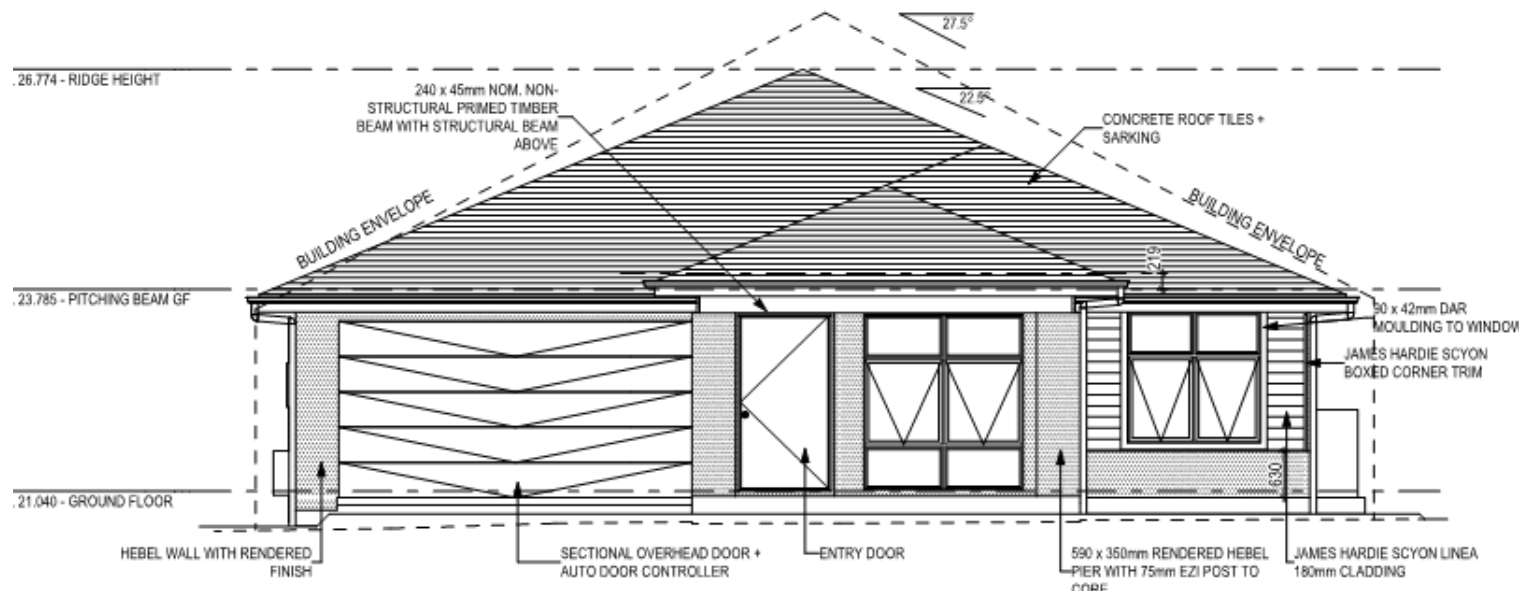 27.5°
26.774 - RIDGE HEIGHT
240 x 45mm NOM. NON-
STRUCTURAL PRIMED TIMBER
BEAM WITH STRUCTURAL BEAM
ABOVE
22.5°
CONCRETE ROOF TILES +
SARKING
BUILDING ENVELOPE
BUILDING ENVELOPE
219
23.785 - PITCHING BEAM GF
90 x 42mm DAR
MOULDING TO WINDOW
JAMES HARDIE SCYON
BOXED CORNER TRIM
630
21.040 - GROUND FLOOR
HEBEL WALL WITH RENDERED
FINISH
SECTIONAL OVERHEAD DOOR +
AUTO DOOR CONTROLLER
ENTRY DOOR
590 x 350mm RENDERED HEBEL
PIER WITH 75mm EZI POST TO
CORE
JAMES HARDIE SCYON LINEA
180mm CLADDING